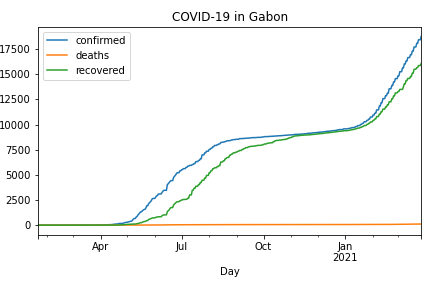 COVID-19 in Gabon
confirmed
deaths
recovered
17500
15000
12500
10000
7500
5000
2500
0
Apr Jul Oct Jan
2021
Day